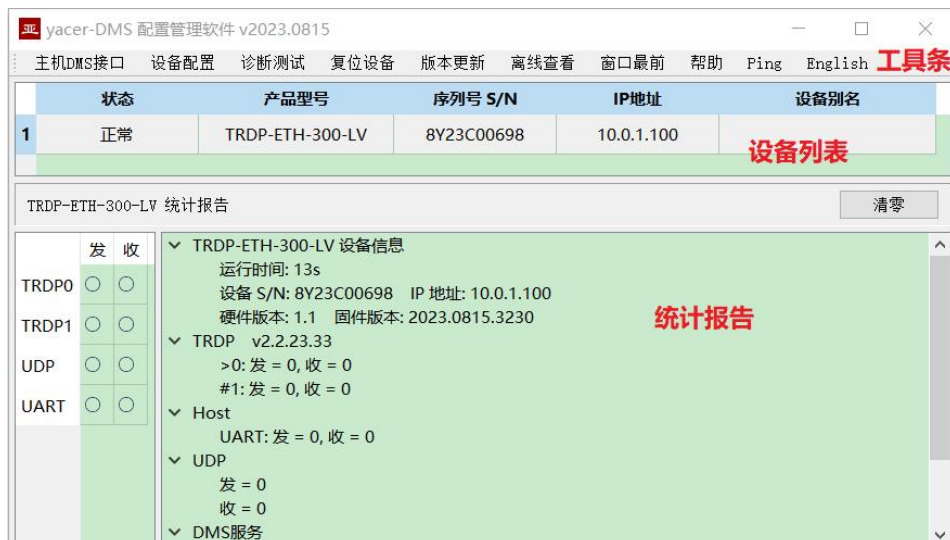 亚 yacer-DMS 配置管理软件 v2023.0815
主机DMS接口 设备配置 诊断测试 复位设备 版本更新 离线查看 窗口最前 帮助 Ping English 工具条
状态 产品型号 序列号 S/N IP地址 设备别名
1 正常 TRDP-ETH-300-LV 8Y23C00698 10.0.1.100
设备列表
TRDP-ETH-300-LV 统计报告 清零
发 收
TRDP0
TRDP1
UDP
UART
TRDP-ETH-300-LV 设备信息
运行时间: 13s
设备 S/N: 8Y23C00698 IP 地址: 10.0.1.100
硬件版本: 1.1 固件版本: 2023.0815.3230
统计报告
TRDP v2.2.23.33
>0: 发 = 0, 收 = 0
#1: 发 = 0, 收 = 0
Host
UART: 发 = 0, 收 = 0
UDP
发 = 0
收 = 0
DMS服务